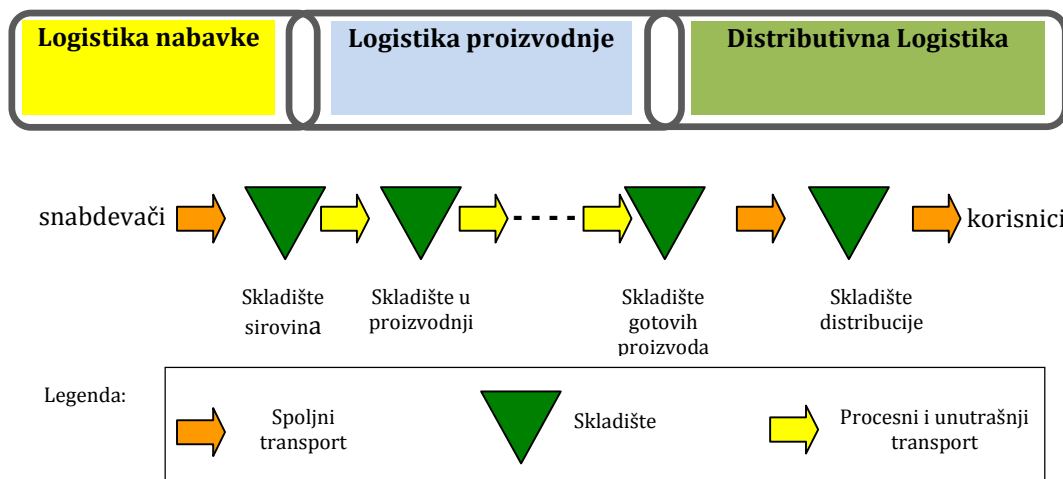 Logistika nabavke
Logistika proizvodnje
Distributivna Logistika
snabdevači
korisnici
Skladište
sirovina
Skladište u
proizvodnji
Skladište
gotovih
proizvoda
Skladište
distribucije
Legenda:
Spoljni
transport
Skladište
Procesni i unutrašnji
transport